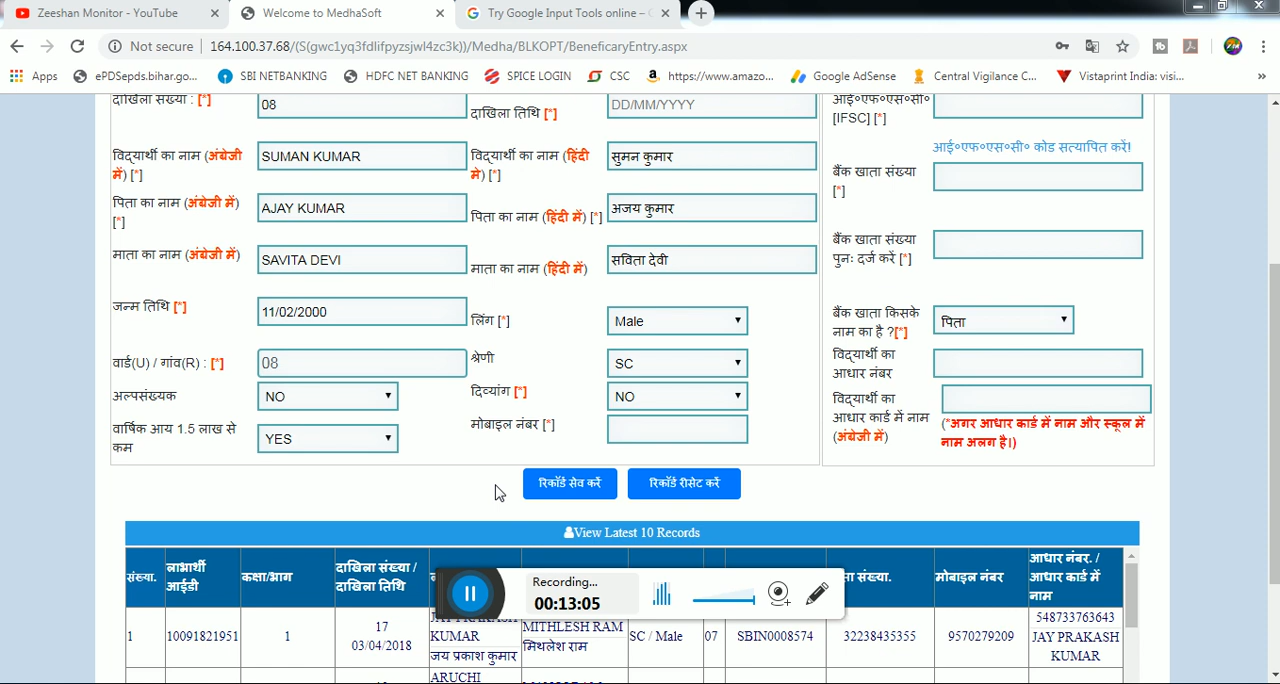 Zeeshan Monitor - YouTube
Welcome to MedhaSoft
Try Google Input Tools online –
Not secure 164.100.37.68/(S(gwc1yq3fdlifpyzsjwl4zc3k))/Medha/BLKOPT/BeneficaryEntry.aspx
Apps ePDSepds.bihar.go... SBI NETBANKING HDFC NET BANKING SPICE LOGIN CSC https://www.amazo... Google AdSense Central Vigilance C... Vistaprint India: visi... »
दाखिला संख्या : [*] 08 दाखिला तिथि [*] DD/MM/YYYY आई०एफ०एस०सी०
[IFSC] [*]
आई०एफ०एस०सी० कोड सत्यापित करें!
विद्यार्थी का नाम (अंग्रेजी में) [*] SUMAN KUMAR विद्यार्थी का नाम (हिंदी मे) [*] सुमन कुमार
बैंक खाता संख्या [*]
पिता का नाम (अंग्रेजी में) [*] AJAY KUMAR पिता का नाम (हिंदी में) [*] अजय कुमार
बैंक खाता संख्या पुनः दर्ज करें [*]
माता का नाम (अंग्रेजी में) SAVITA DEVI माता का नाम (हिंदी में) सविता देवी
जन्म तिथि [*] 11/02/2000 लिंग [*] Male
बैंक खाता किसके नाम का है ?[*] पिता
वार्ड(U) / गांव(R) : [*] 08 श्रेणी SC
विद्यार्थी का आधार नंबर
अल्पसंख्यक NO दिव्यांग [*] NO
विद्यार्थी का आधार कार्ड में नाम (अंग्रेजी में)
(*अगर आधार कार्ड में नाम और स्कूल में नाम अलग है।)
वार्षिक आय 1.5 लाख से कम YES मोबाइल नंबर [*]
रिकॉर्ड सेव करें रिकॉर्ड रीसेट करें
View Latest 10 Records
संख्या. लाभार्थी आईडी कक्षा/भाग दाखिला संख्या / दाखिला तिथि मोबाइल नंबर आधार नंबर. / आधार कार्ड में नाम
Recording...
00:13:05
1 10091821951 1 17 03/04/2018 JAY PRAKASH KUMAR जय प्रकाश कुमार MITHLESH RAM मिथलेश राम SC / Male 07 SBIN0008574 32238435355 9570279209 548733763643 JAY PRAKASH KUMAR
ARUCHI